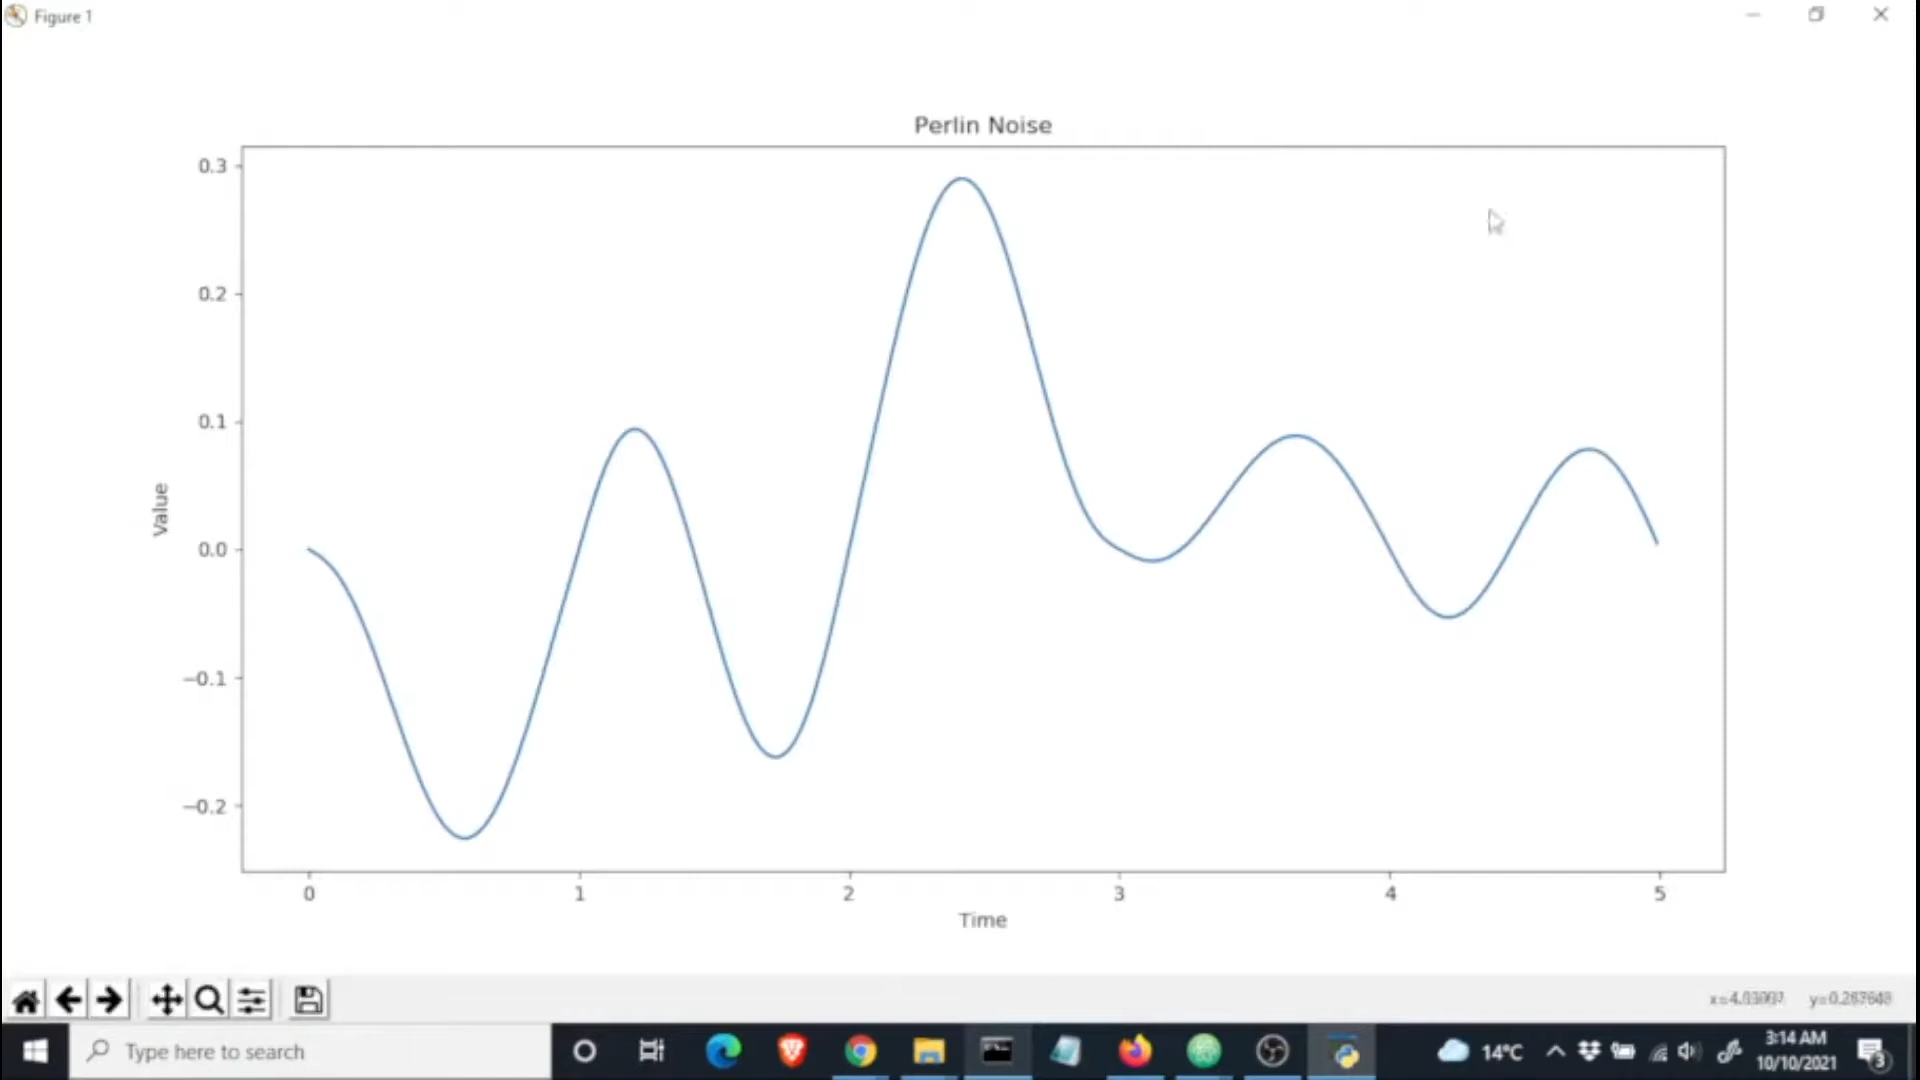 Figure 1
Perlin Noise
0.3
0.2
0.1
0.0
−0.1
−0.2
Value
0
1
2
3
4
5
Time
Type here to search
14°C
3:14 AM
10/10/2021
3